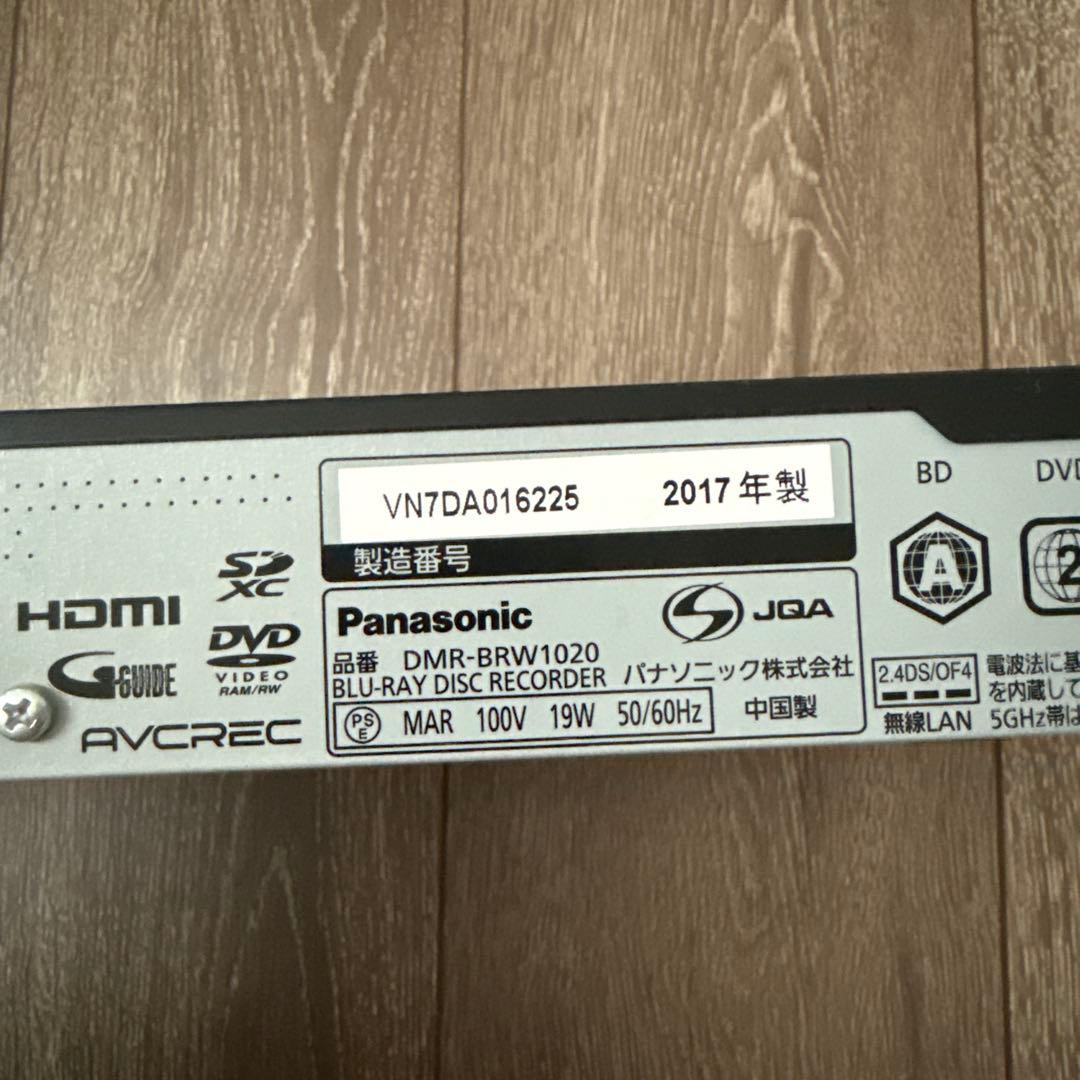 VN7DA016225 2017年製
製造番号
BD DVD
A 2
SD
XC
HDMI
DVD
VIDEO
RAM/RW
G-GUIDE
AVCREC
Panasonic
S JQA
品番 DMR-BRW1020
BLU-RAY DISC RECORDER パナソニック株式会社
PS
E
MAR 100V 19W 50/60Hz 中国製
2.4DS/OF4
無線LAN
電波法に基
を内蔵して
5GHz帯は